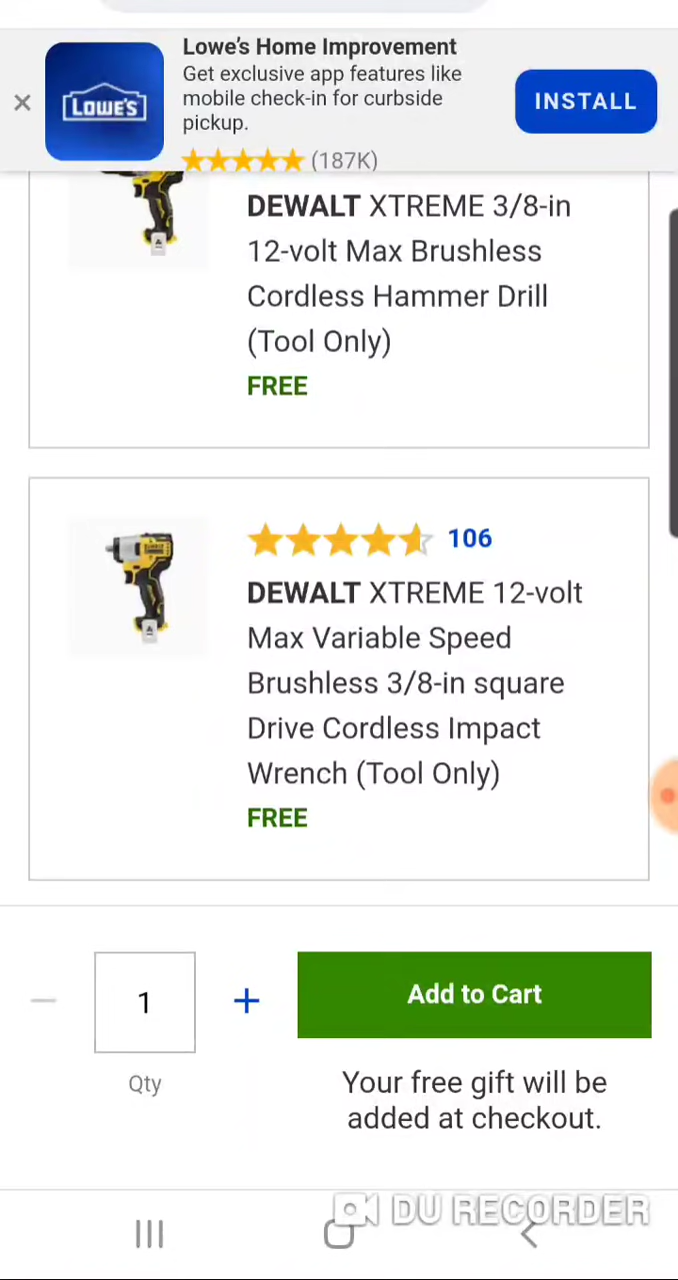 Lowe's Home Improvement
Get exclusive app features like
mobile check-in for curbside
pickup.
(187K)
LOWE'S
INSTALL
DEWALT XTREME 3/8-in
12-volt Max Brushless
Cordless Hammer Drill
(Tool Only)
FREE
106
DEWALT XTREME 12-volt
Max Variable Speed
Brushless 3/8-in square
Drive Cordless Impact
Wrench (Tool Only)
FREE
1
Qty
Add to Cart
Your free gift will be
added at checkout.
DU RECORDER